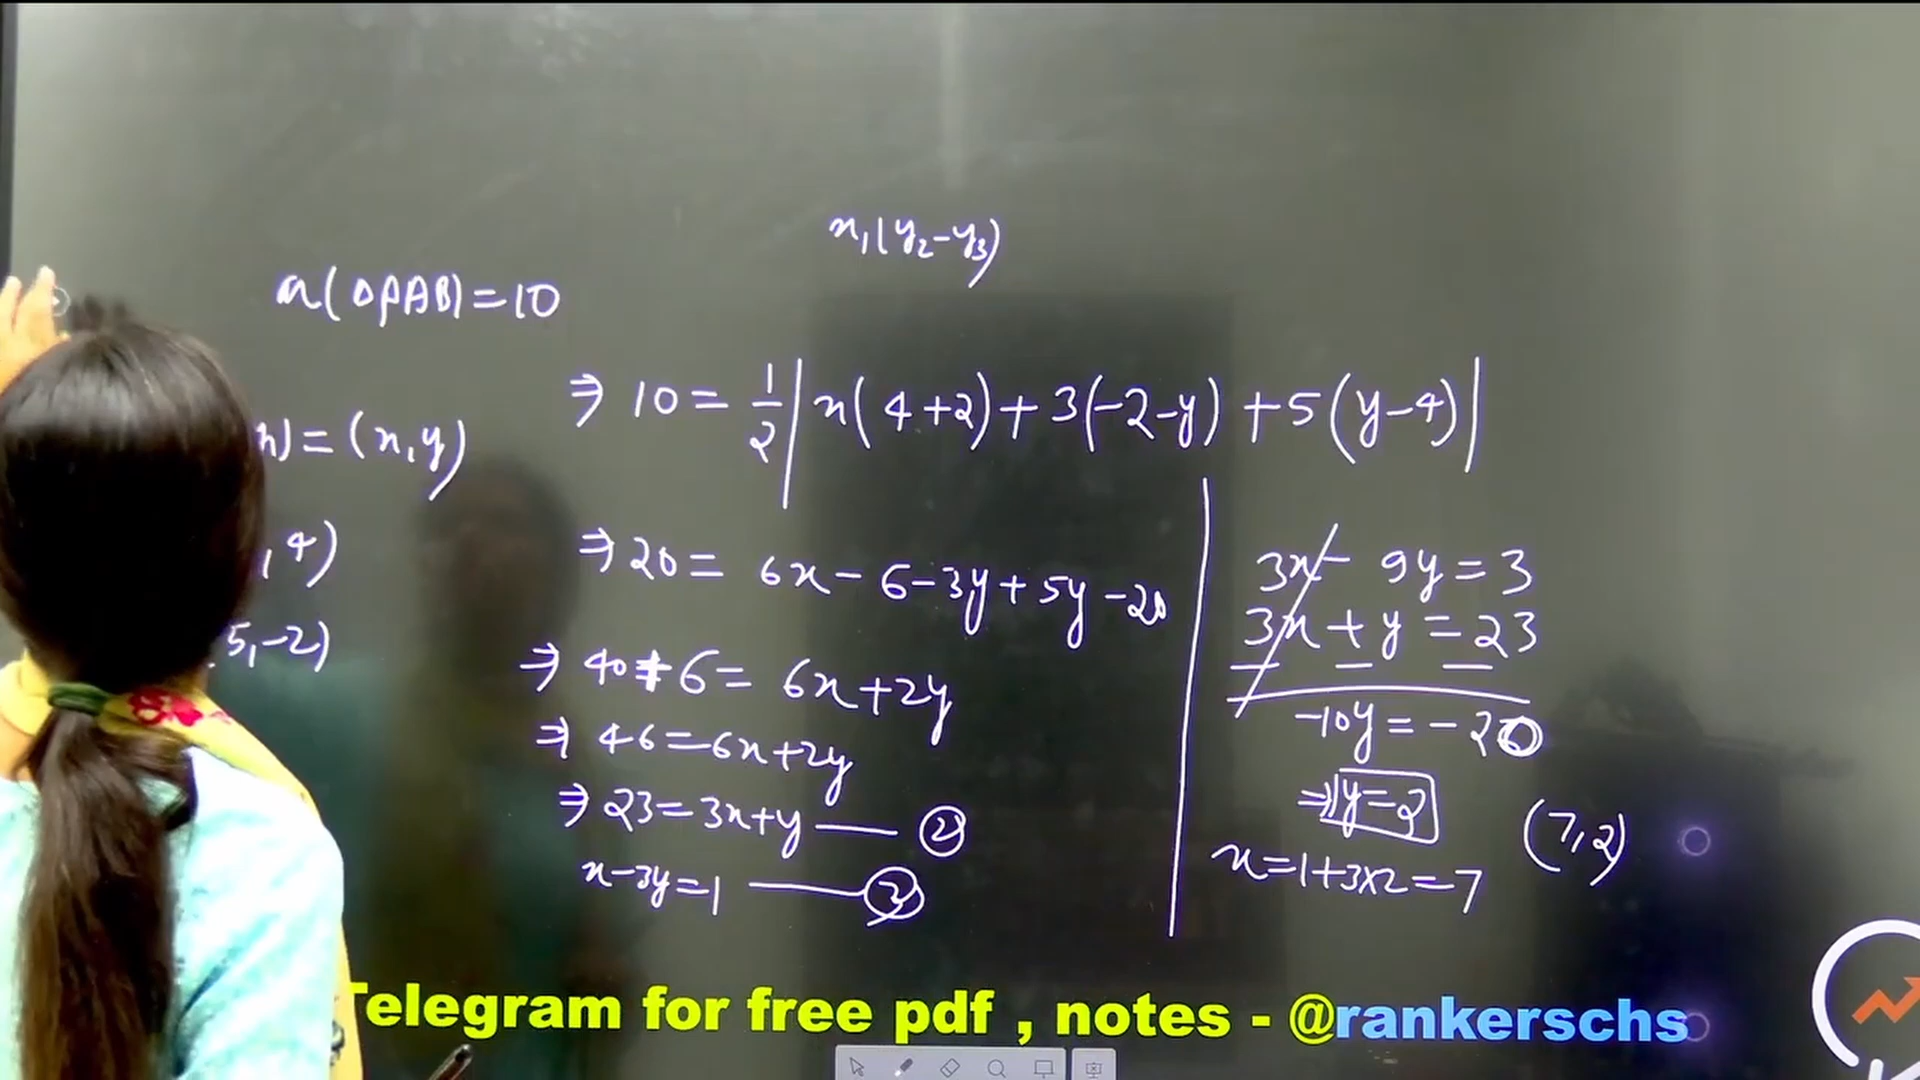 x₁(y₂-y₃)
a(△PAB)=10
⇒ 10 = 1/2 |x(4+2)+3(-2-y)+5(y-4)|
)=(x,y)
,4)
5,-2)
⇒ 20 = 6x-6-3y+5y-20
⇒ 40+6 = 6x+2y
⇒ 46=6x+2y
⇒ 23=3x+y — ②
x-3y=1 — ③
3x- 9y=3
3x+y=23
-10y=-20
⇒ y=2
x=1+3×2=7
(7,2)
Telegram for free pdf , notes - @rankerschs